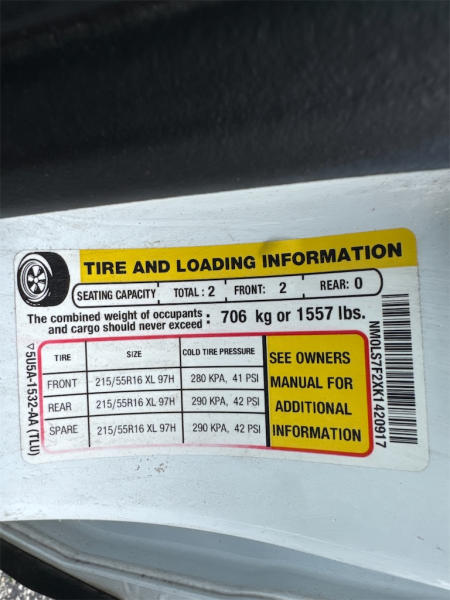 TIRE AND LOADING INFORMATION
SEATING CAPACITY TOTAL: 2 FRONT: 2 REAR: 0
The combined weight of occupants
and cargo should never exceed : 706 kg or 1557 lbs.
TIRE SIZE COLD TIRE PRESSURE
FRONT 215/55R16 XL 97H 280 KPA, 41 PSI
REAR 215/55R16 XL 97H 290 KPA, 42 PSI
SPARE 215/55R16 XL 97H 290 KPA, 42 PSI
SEE OWNERS
MANUAL FOR
ADDITIONAL
INFORMATION
▽5U5A-1532-AA (TLU)
NM0LS7F2XK1420917